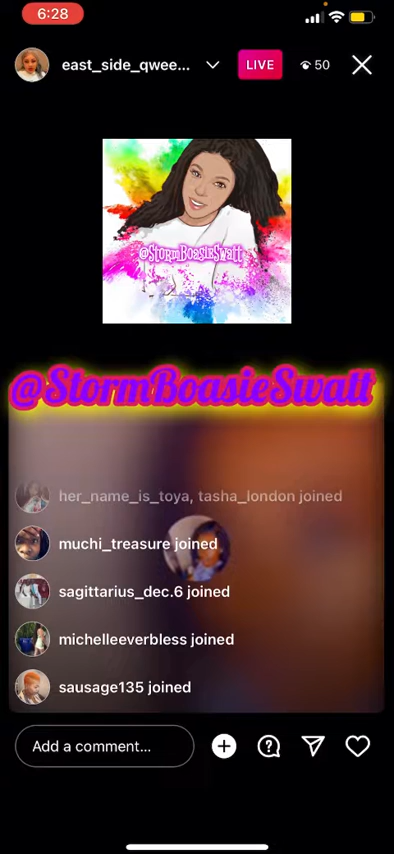 6:28
east_side_qwee...
LIVE
50
@StormBoasieSwatt
@StormBoasieSwatt
her_name_is_toya, tasha_london joined
muchi_treasure joined
sagittarius_dec.6 joined
michelleeverbless joined
sausage135 joined
Add a comment...